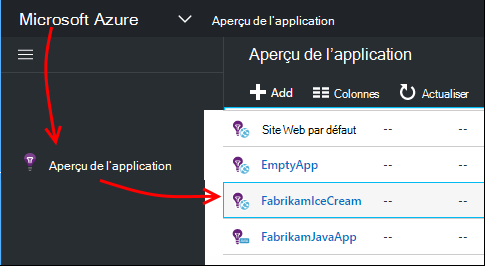 Microsoft Azure Aperçu de l'application
Aperçu de l'application
Add Colonnes Actualiser
Site Web par défaut -- --
EmptyApp -- --
Aperçu de l'application
FabrikamIceCream -- --
FabrikamJavaApp -- --